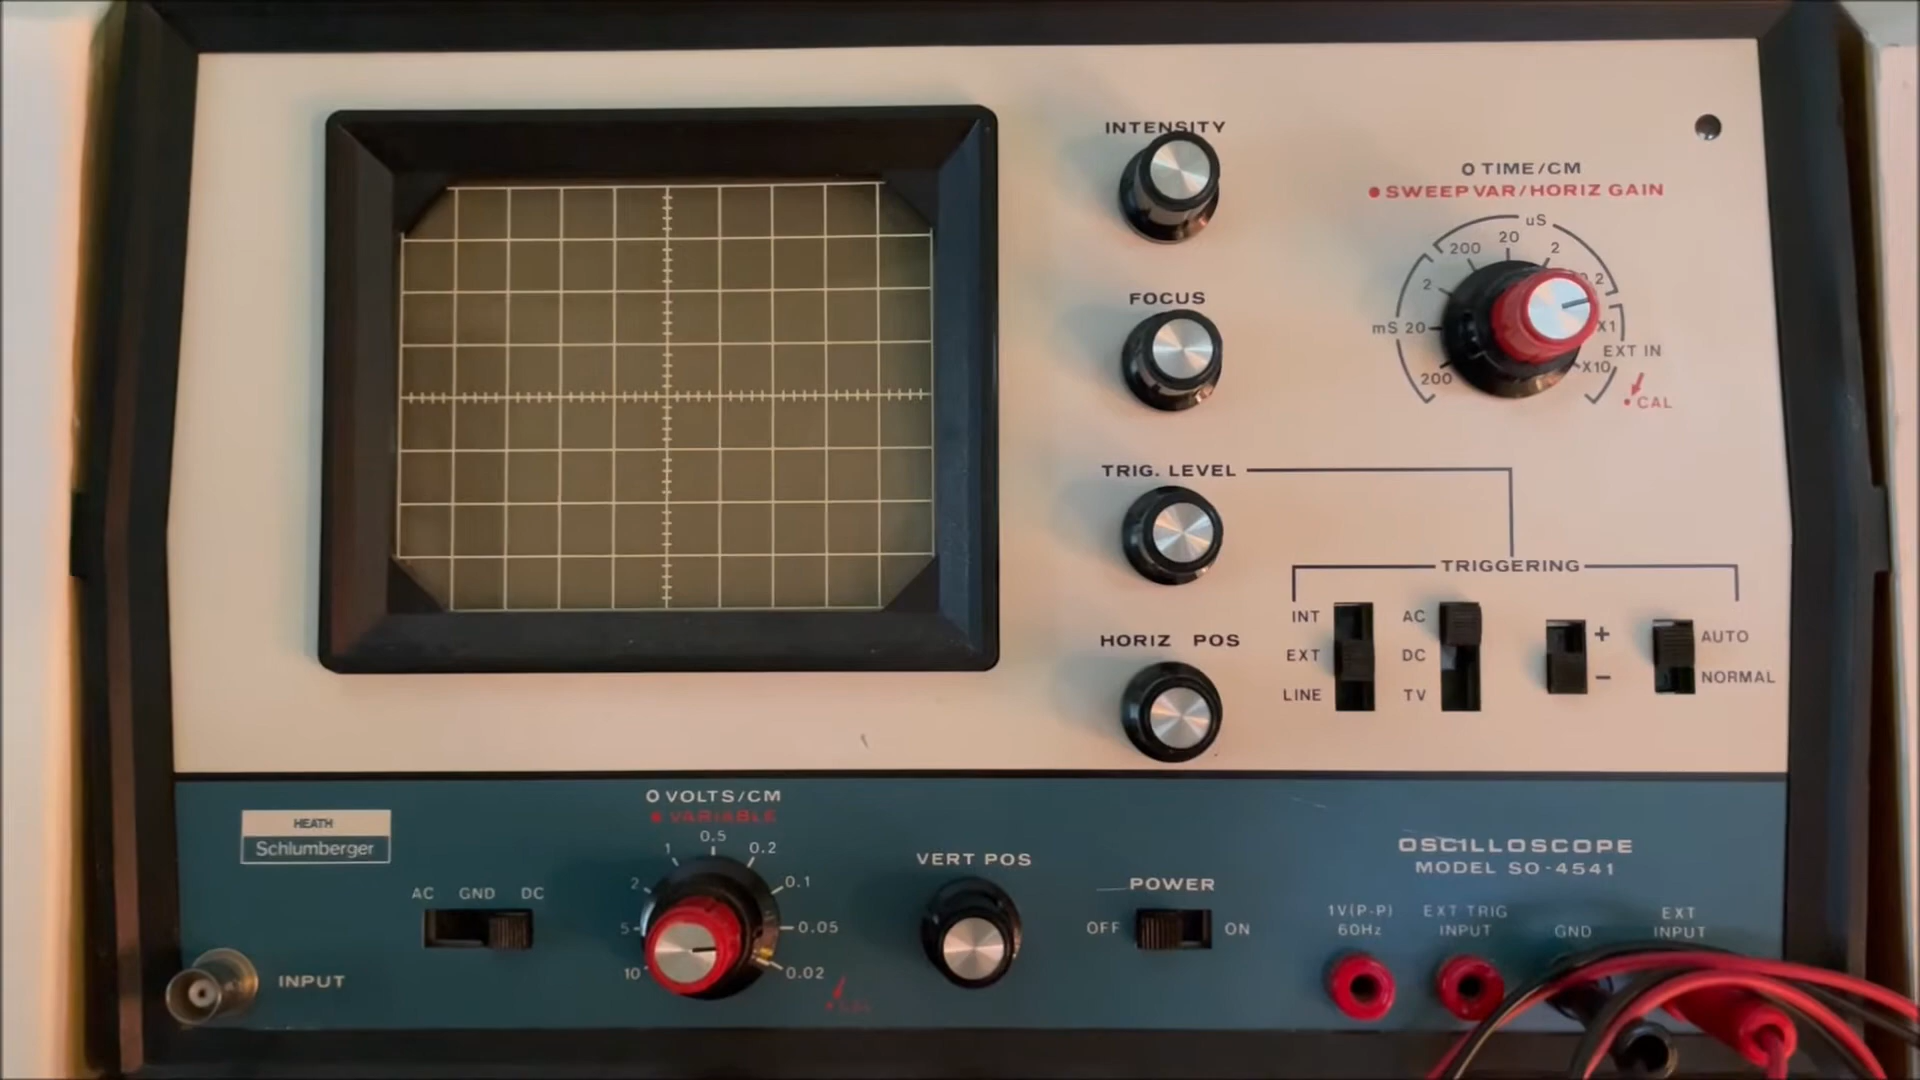 INTENSITY
O TIME/CM
SWEEP VAR/HORIZ GAIN
uS
200 20 2
.2
2
mS 20
200
X1
EXT IN
X10
CAL
FOCUS
TRIG. LEVEL
TRIGGERING
INT
EXT
LINE
AC
DC
TV
+
−
AUTO
NORMAL
HORIZ POS
HEATH
Schlumberger
AC GND DC
INPUT
O VOLTS/CM
VARIABLE
0.5
1 0.2
2 0.1
5 0.05
10 0.02
VERT POS
POWER
OFF ON
OSCILLOSCOPE
MODEL SO-4541
1V(P-P)
60Hz
EXT TRIG
INPUT
GND
EXT
INPUT